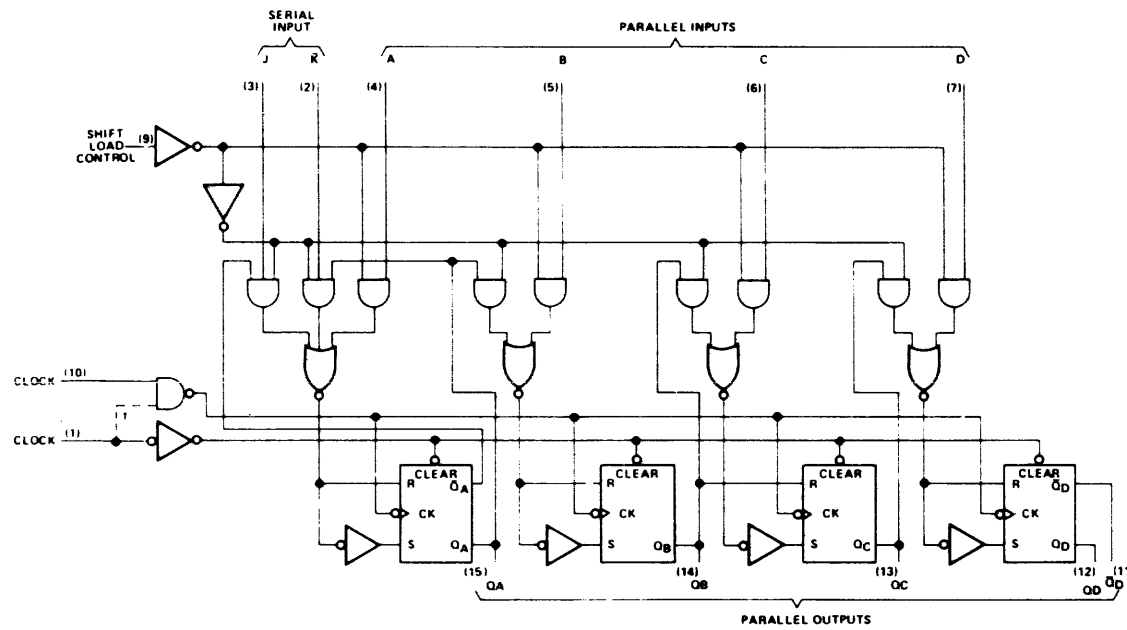 SERIAL
INPUT
PARALLEL INPUTS
J K̄ A B C D
(3) (2) (4) (5) (6) (7)
SHIFT
LOAD
CONTROL
(9)
CLOCK (10)
T
CLOCK (1)
CLEAR CLEAR CLEAR CLEAR
R Q̄A R R R Q̄D
CK CK CK CK
S QA S QB S QC S QD
(15) (14) (13) (12) (11
QA QB QC QD Q̄D
PARALLEL OUTPUTS